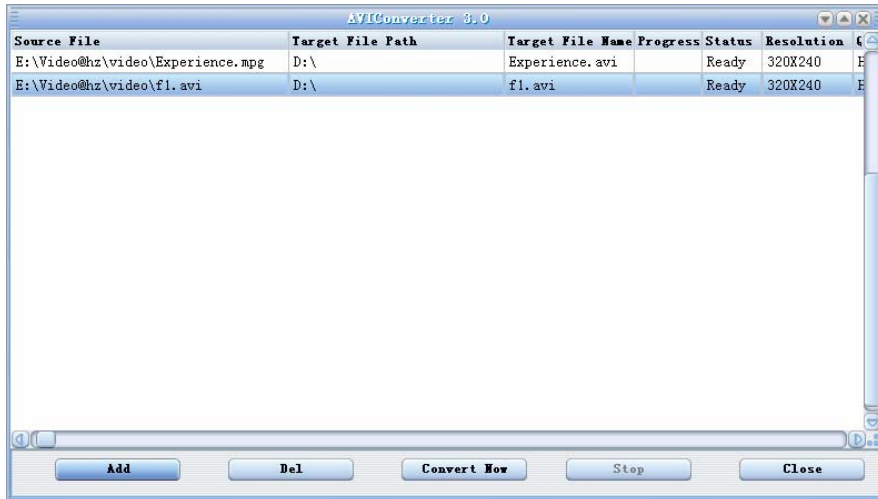 AVIConverter 3.0
Source File Target File Path Target File Name Progress Status Resolution
E:\Video@hz\video\Experience.mpg D:\ Experience.avi Ready 320X240
E:\Video@hz\video\f1.avi D:\ f1.avi Ready 320X240
Add Del Convert Now Stop Close